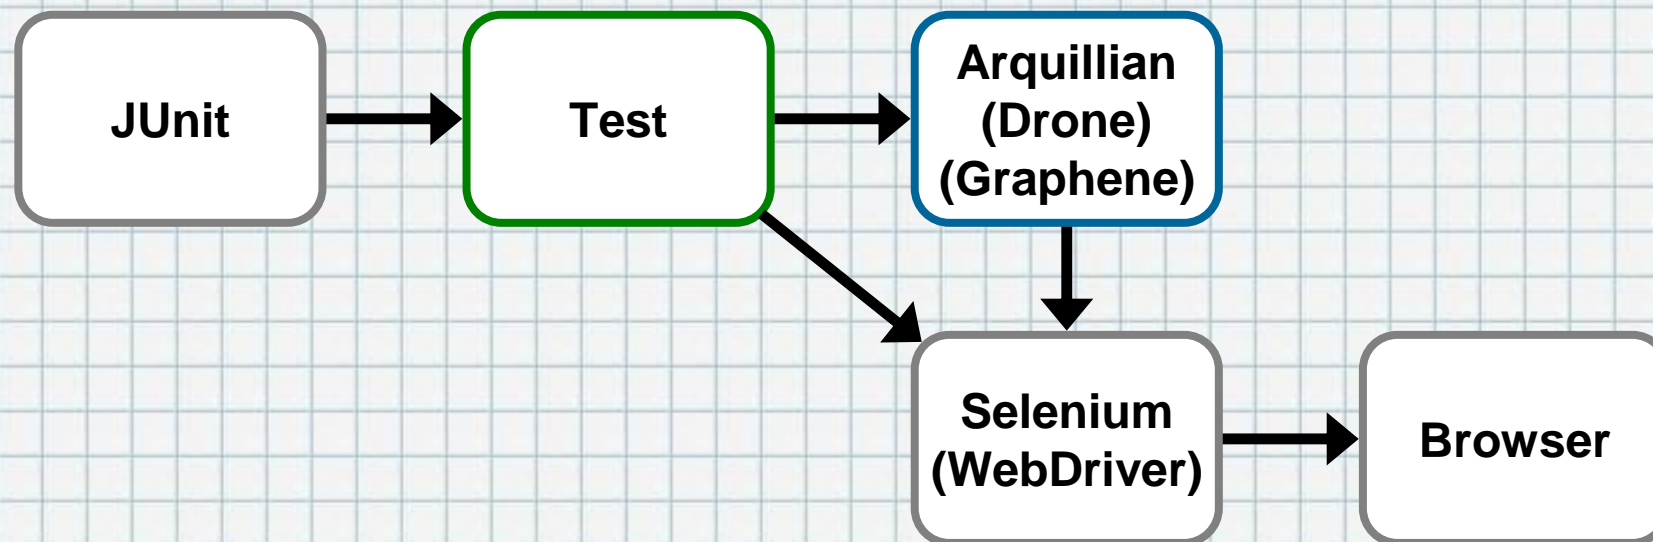 JUnit
Test
Arquillian
(Drone)
(Graphene)
Selenium
(WebDriver)
Browser